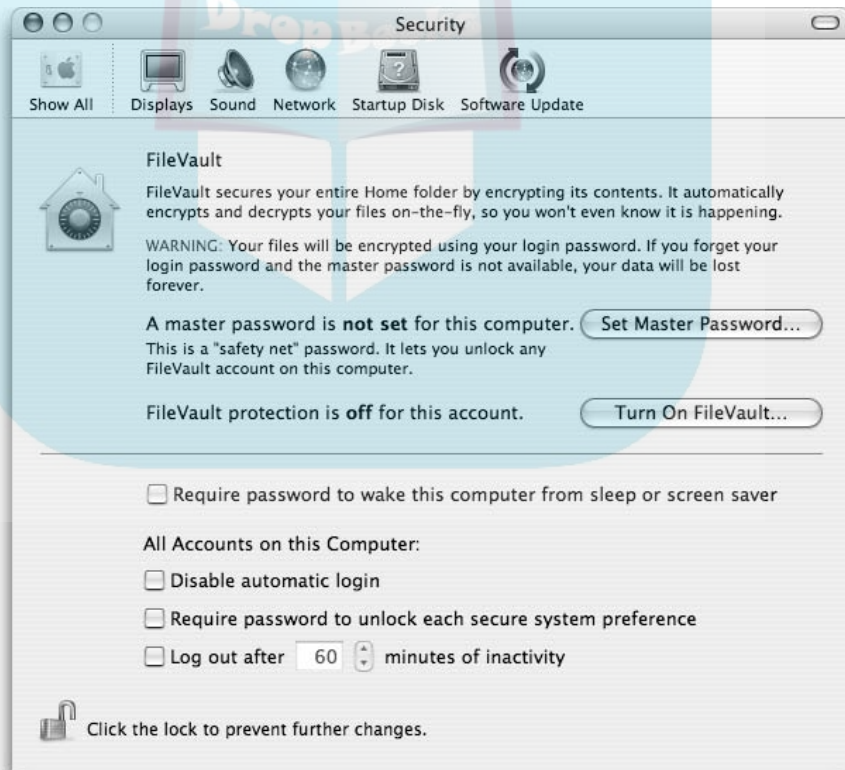 Drop Books
Security
Show All Displays Sound Network Startup Disk Software Update
FileVault
FileVault secures your entire Home folder by encrypting its contents. It automatically
encrypts and decrypts your files on-the-fly, so you won't even know it is happening.
WARNING: Your files will be encrypted using your login password. If you forget your
login password and the master password is not available, your data will be lost
forever.
A master password is not set for this computer. Set Master Password...
This is a "safety net" password. It lets you unlock any
FileVault account on this computer.
FileVault protection is off for this account. Turn On FileVault...
Require password to wake this computer from sleep or screen saver
All Accounts on this Computer:
Disable automatic login
Require password to unlock each secure system preference
Log out after 60 minutes of inactivity
Click the lock to prevent further changes.